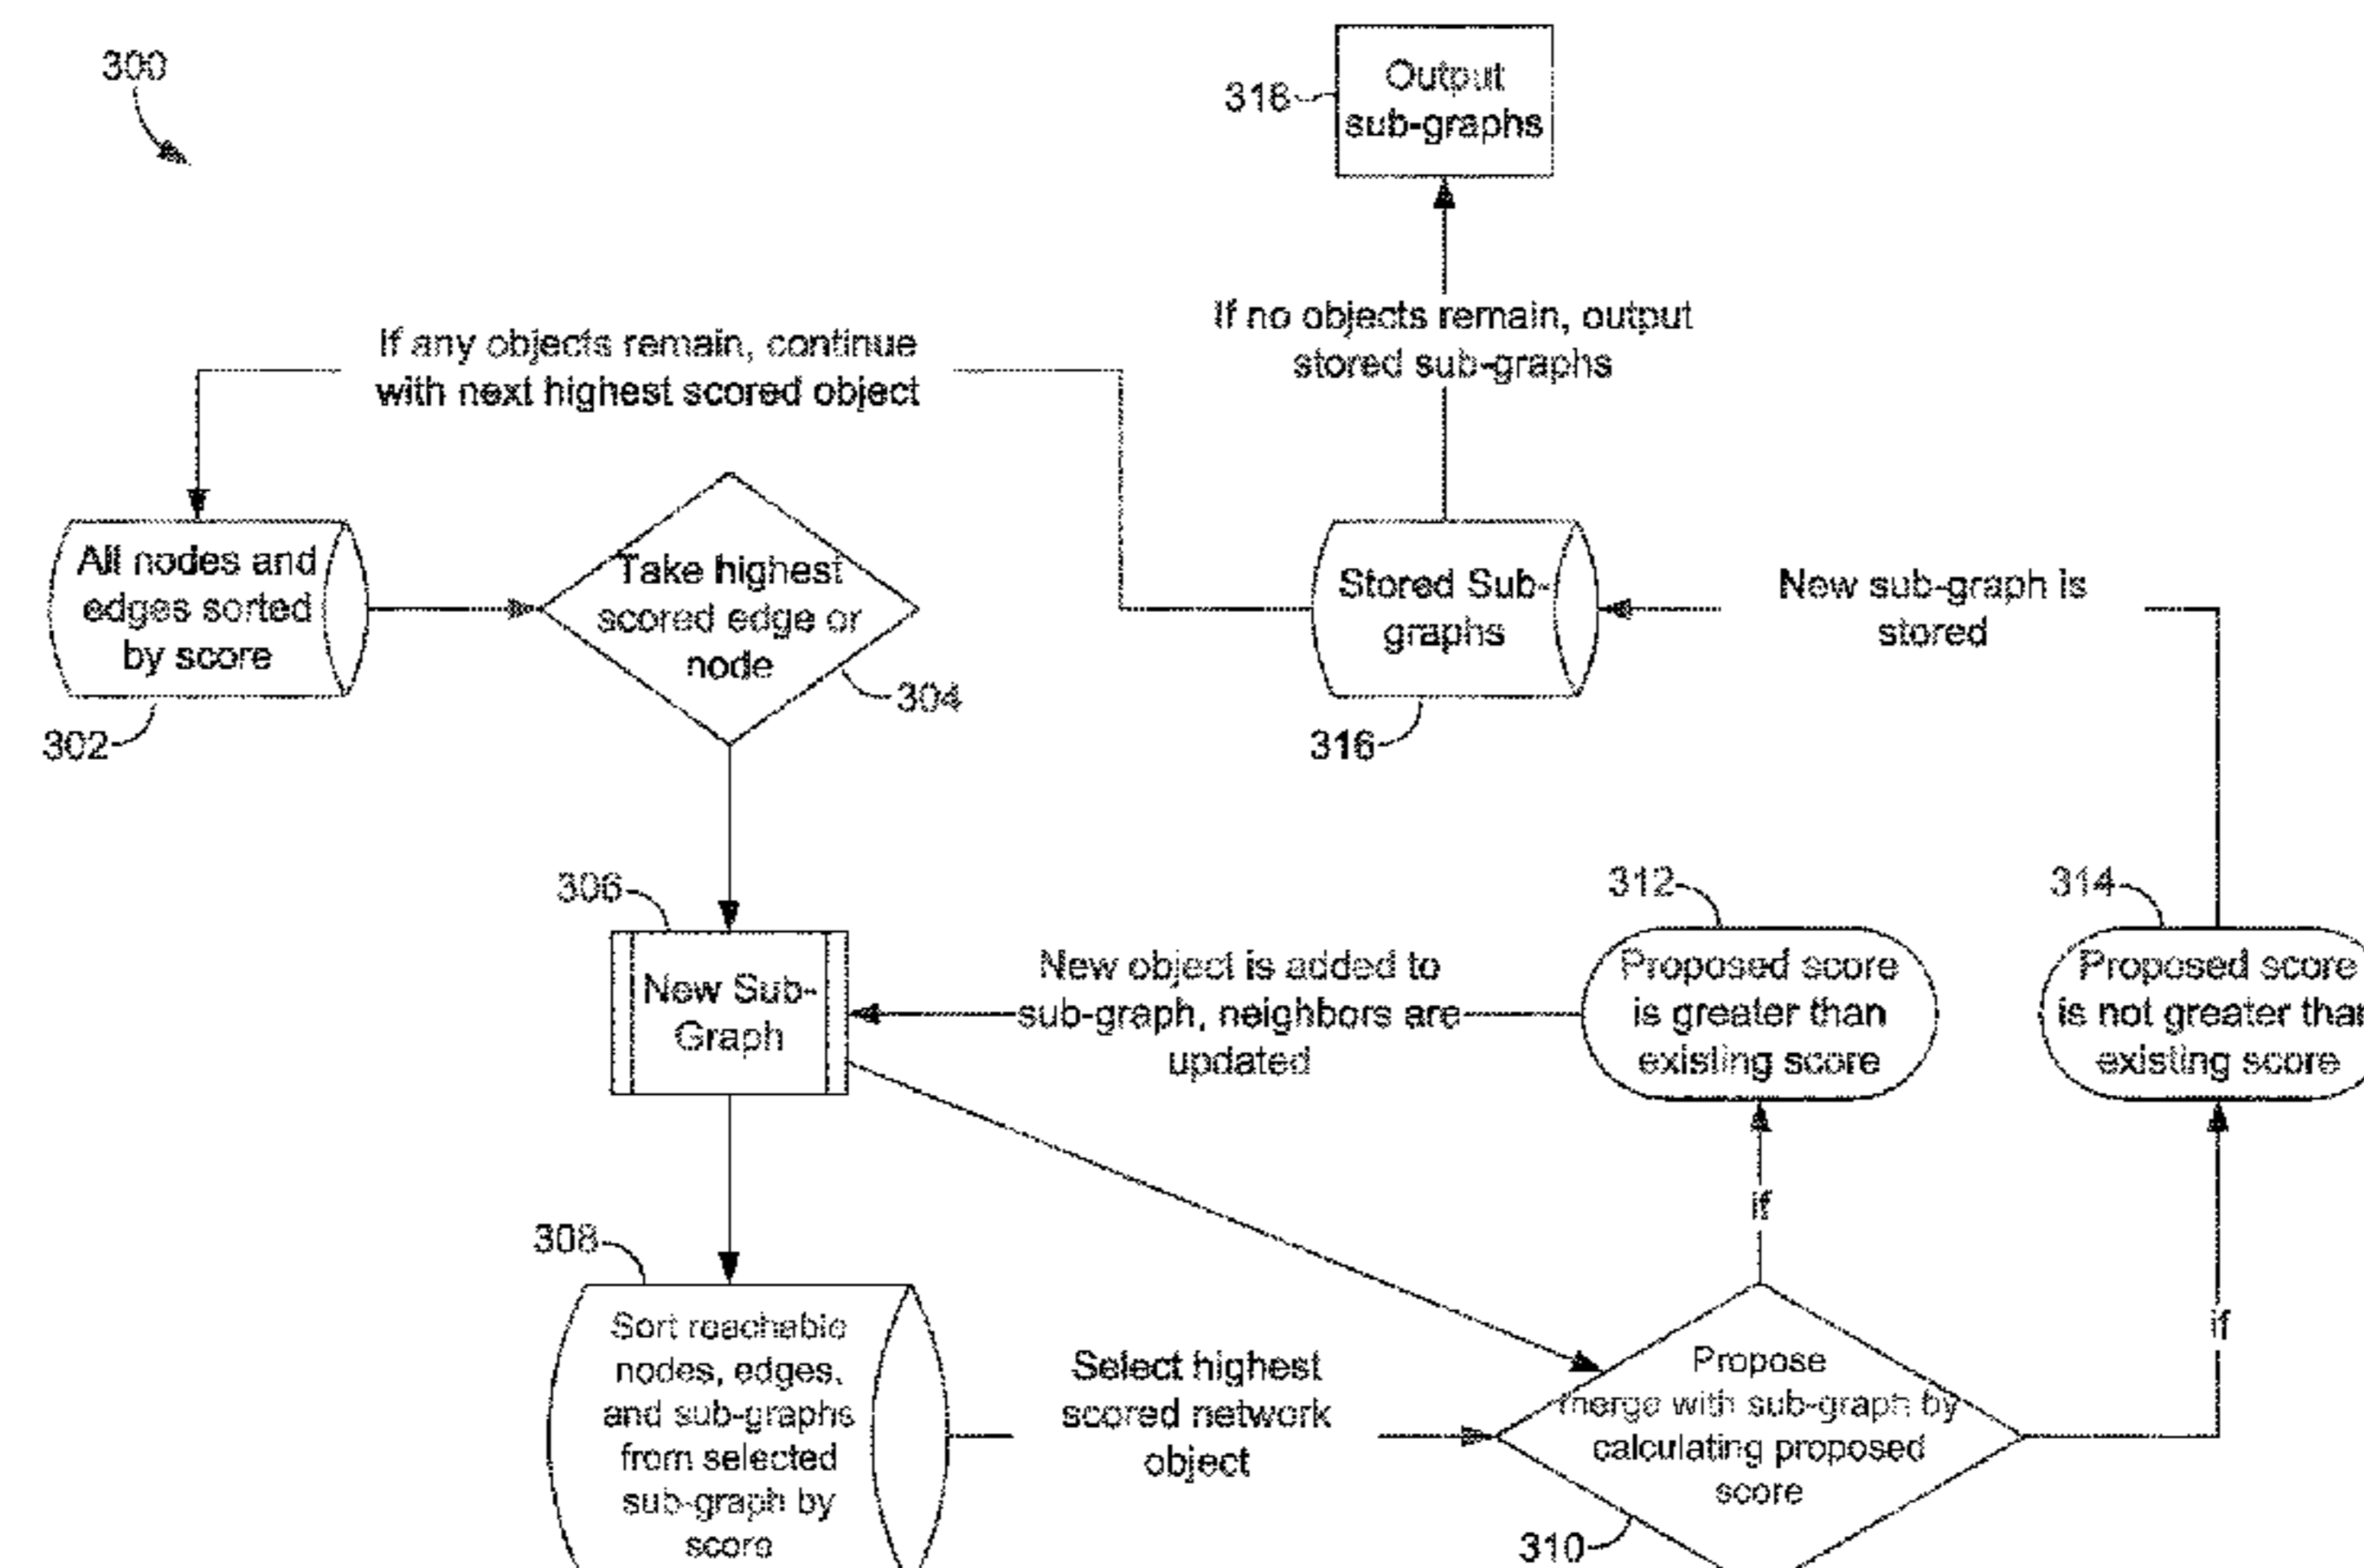 300
318
Output
sub-graphs
If no objects remain, output
stored sub-graphs
If any objects remain, continue
with next highest scored object
All nodes and
edges sorted
by score
302
Take highest
scored edge or
node
304
Stored Sub-
graphs
316
New sub-graph is
stored
306
New Sub-
Graph
New object is added to
sub-graph, neighbors are
updated
312
Proposed score
is greater than
existing score
314
Proposed score
is not greater than
existing score
if
if
308
Sort reachable
nodes, edges,
and sub-graphs
from selected
sub-graph by
score
Select highest
scored network
object
Propose
merge with sub-graph by
calculating proposed
score
310